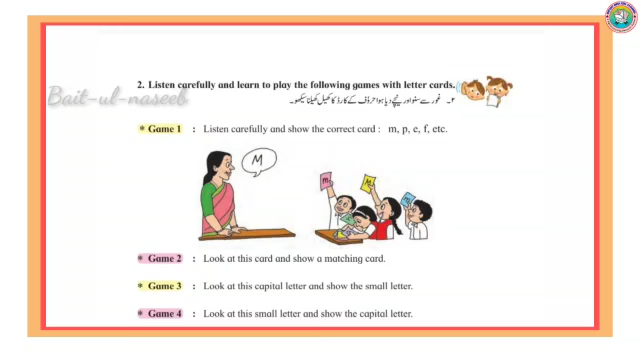 Bait-ul-naseeb
2. Listen carefully and learn to play the following games with letter cards.
۲۔ غور سے سنو اور نیچے دیا ہوا حروف کے کارڈ کا کھیل کھیلنا سیکھو۔
* Game 1 : Listen carefully and show the correct card : m, p, e, f, etc.
M
m M m
* Game 2 : Look at this card and show a matching card.
* Game 3 : Look at this capital letter and show the small letter.
* Game 4 : Look at this small letter and show the capital letter.